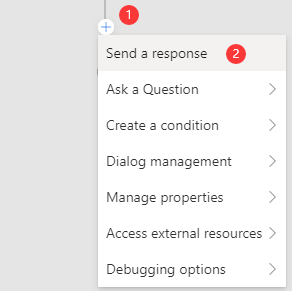 1
Send a response 2
Ask a Question
Create a condition
Dialog management
Manage properties
Access external resources
Debugging options